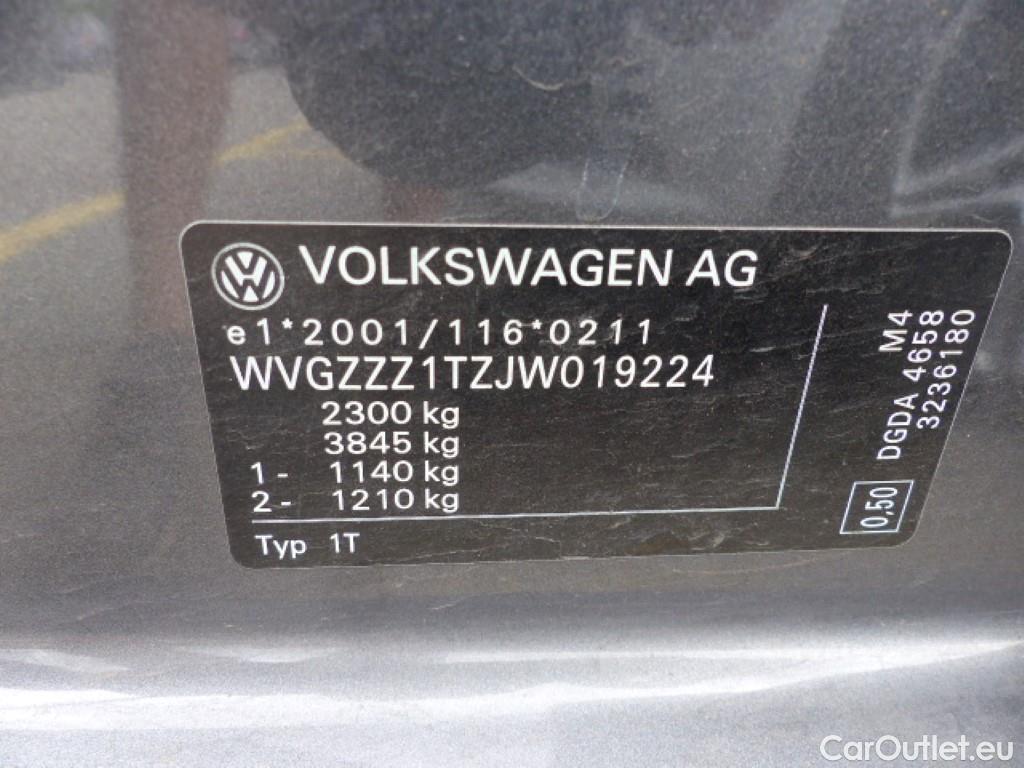 VOLKSWAGEN AG
e1*2001/116*0211
WVGZZZ1TZJW019224
2300 kg
3845 kg
1 - 1140 kg
2 - 1210 kg
Typ 1T
M4
DGDA 4658
3236180
0,50
CarOutlet.eu